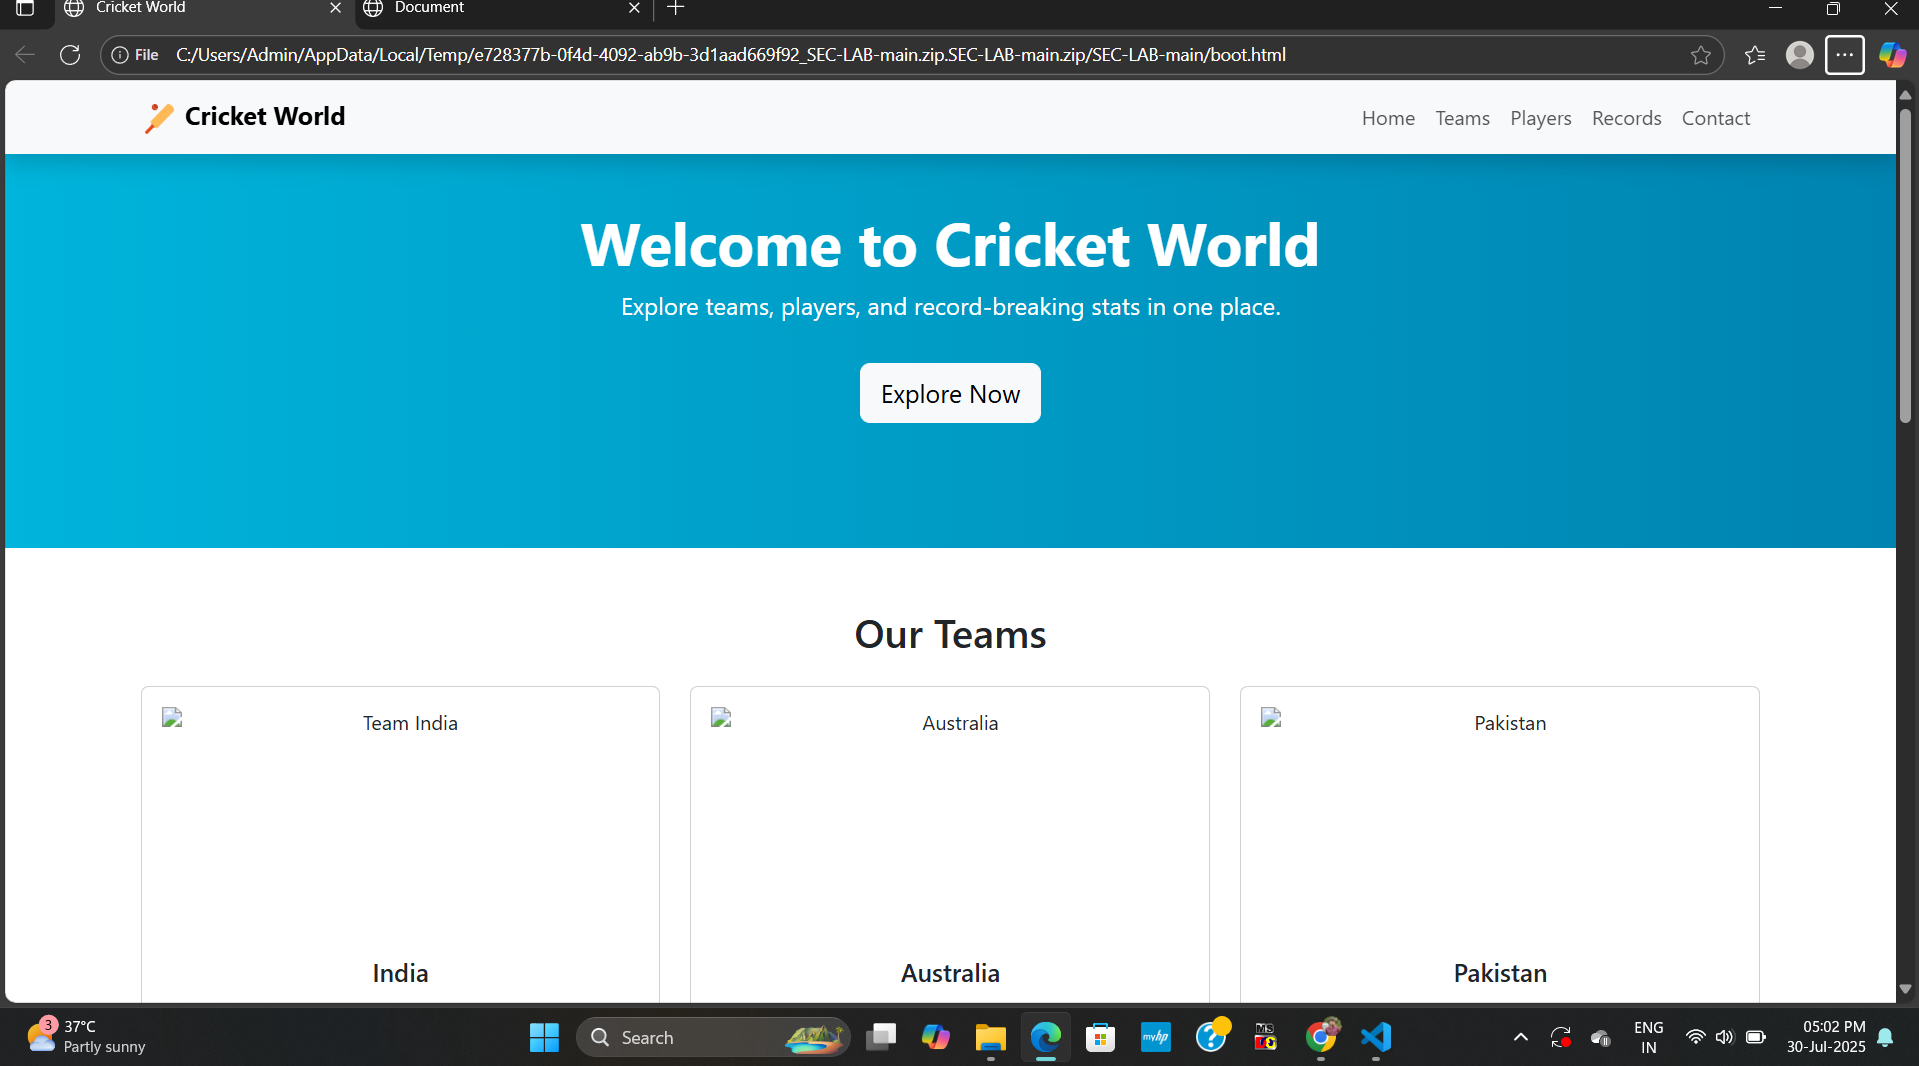 Cricket World
Document
File C:/Users/Admin/AppData/Local/Temp/e728377b-0f4d-4092-ab9b-3d1aad669f92_SEC-LAB-main.zip.SEC-LAB-main.zip/SEC-LAB-main/boot.html
Cricket World
Home Teams Players Records Contact
Welcome to Cricket World
Explore teams, players, and record-breaking stats in one place.
Explore Now
Our Teams
Team India
Australia
Pakistan
India
Australia
Pakistan
3
37°C
Partly sunny
Search
myhp
MS
ENG
IN
05:02 PM
30-Jul-2025